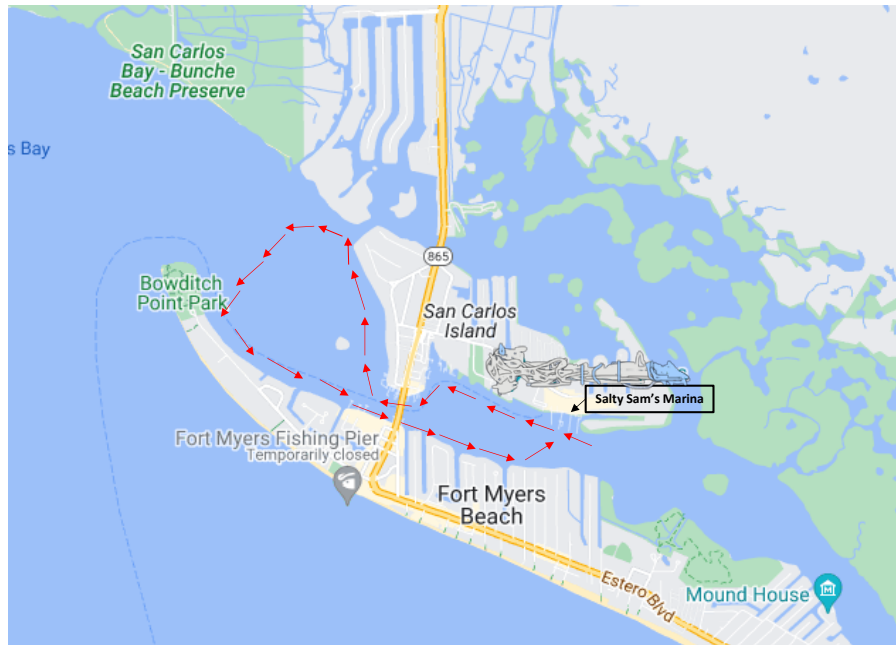 San Carlos
Bay - Bunche
Beach Preserve
s Bay
865
Bowditch
Point Park
San Carlos
Island
Salty Sam's Marina
Fort Myers Fishing Pier
Temporarily closed
Fort Myers
Beach
Estero Blvd
Mound House